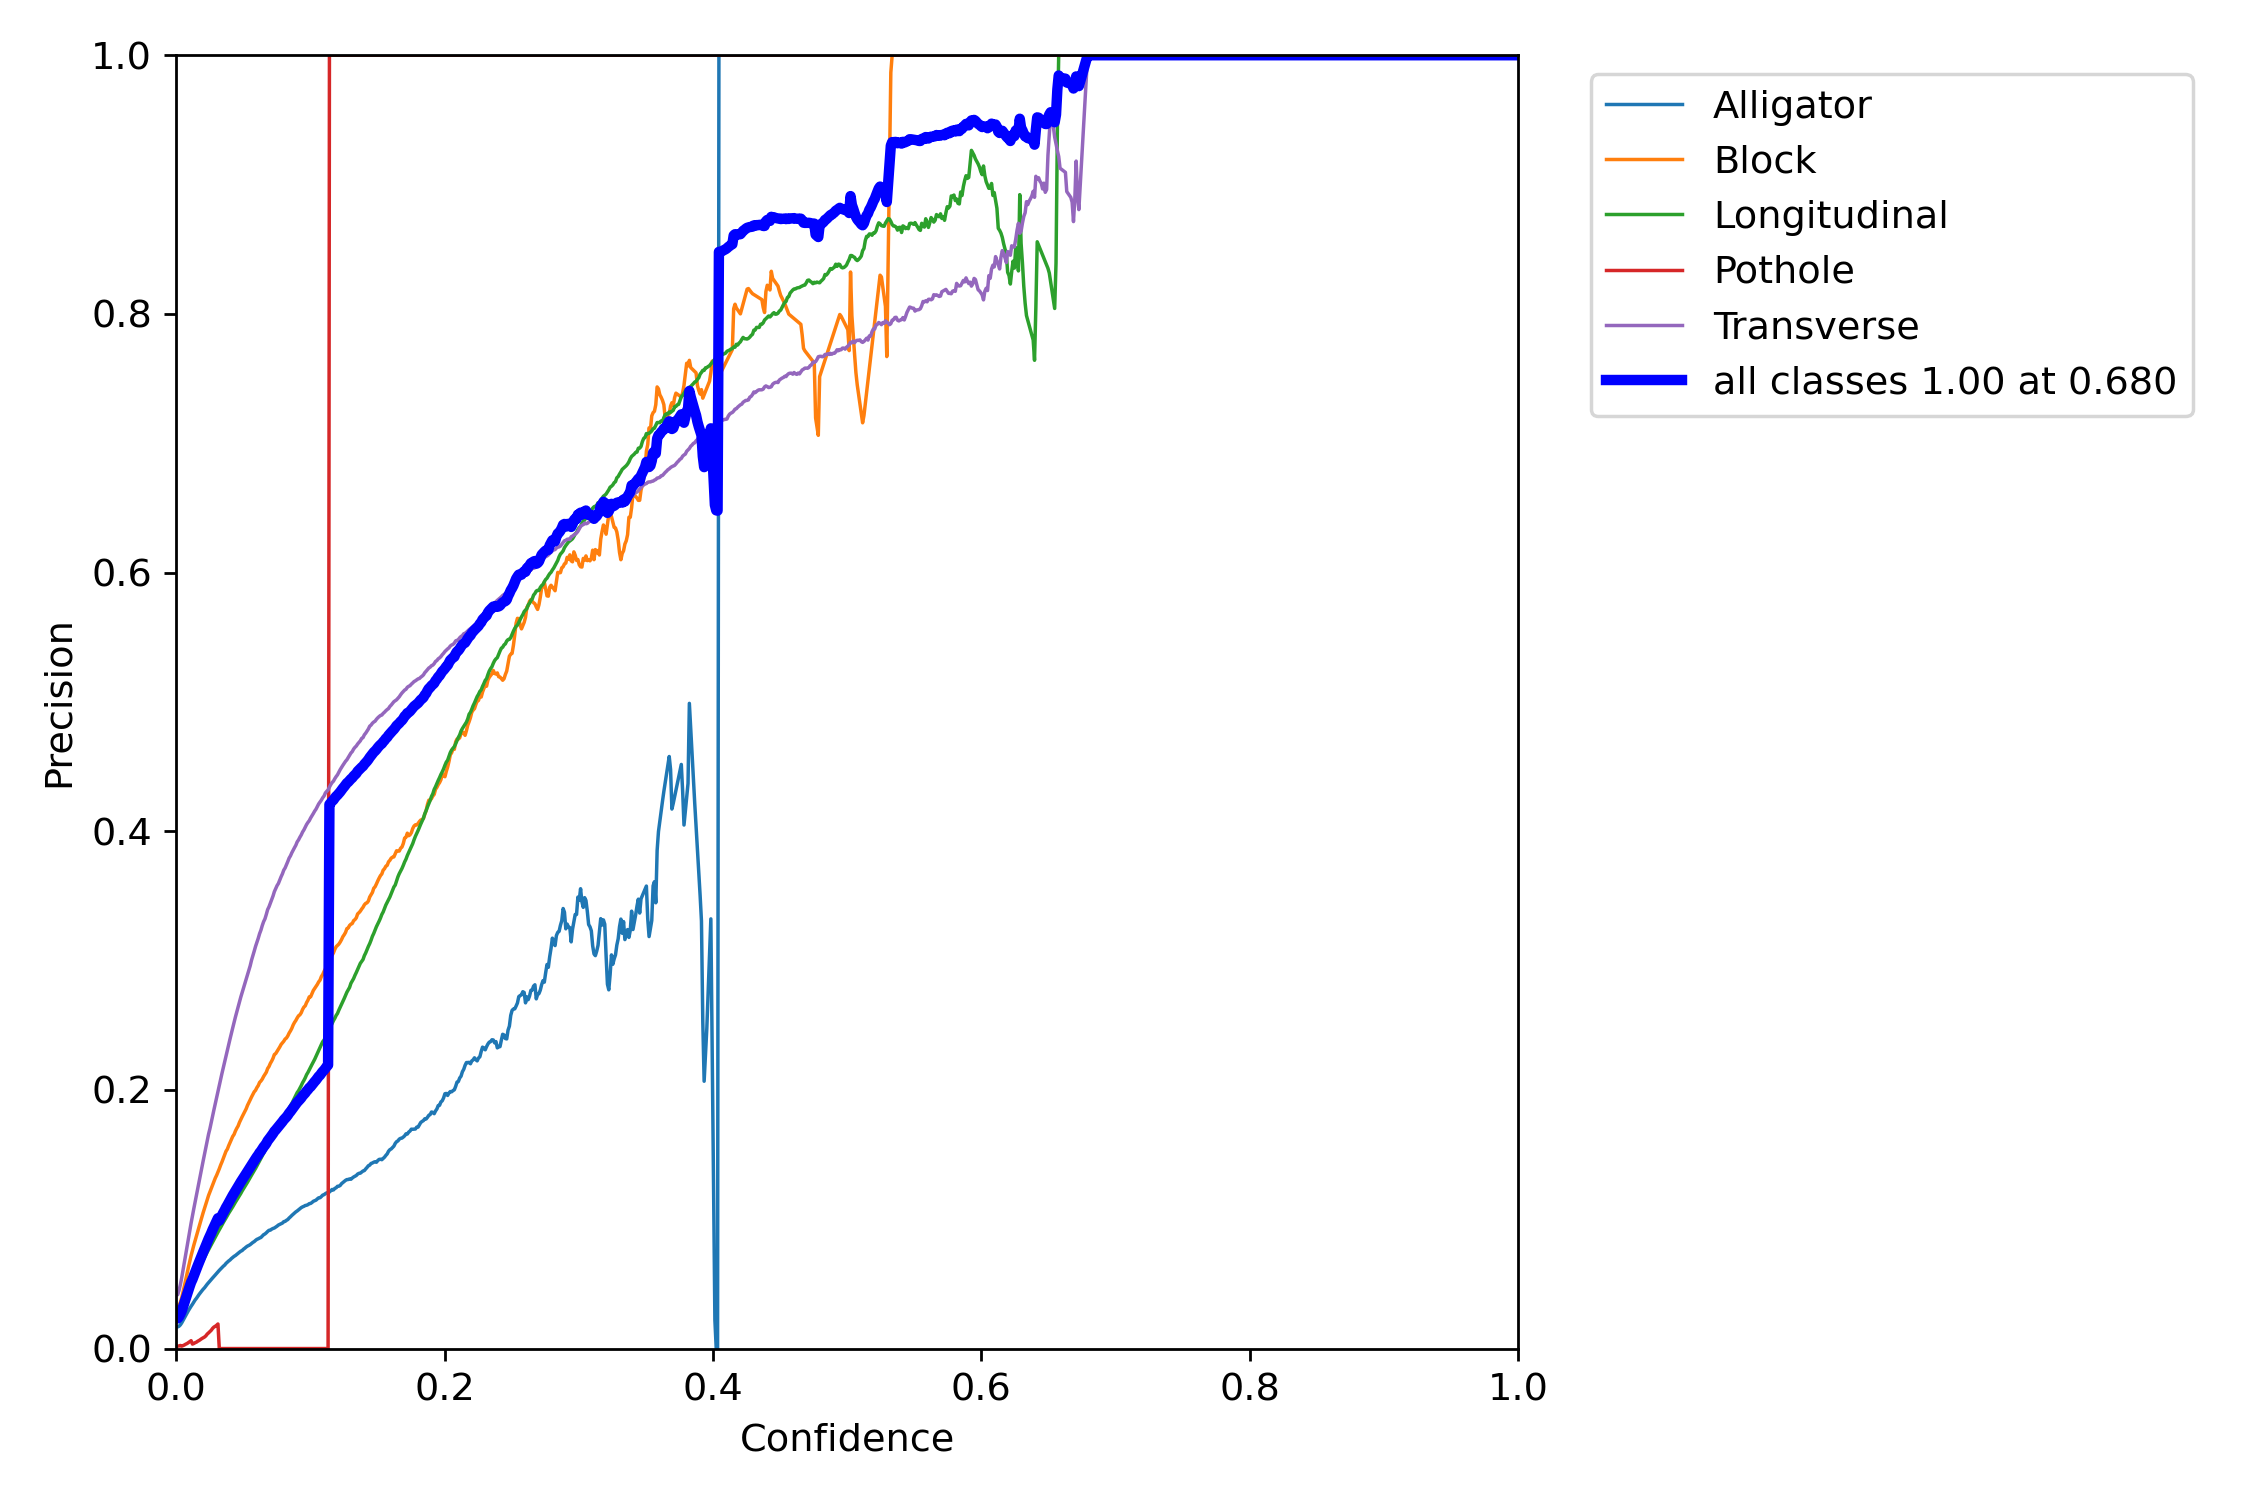 1.0
0.8
0.6
0.4
0.2
0.0
Precision
0.0 0.2 0.4 0.6 0.8 1.0
Confidence
Alligator
Block
Longitudinal
Pothole
Transverse
all classes 1.00 at 0.680